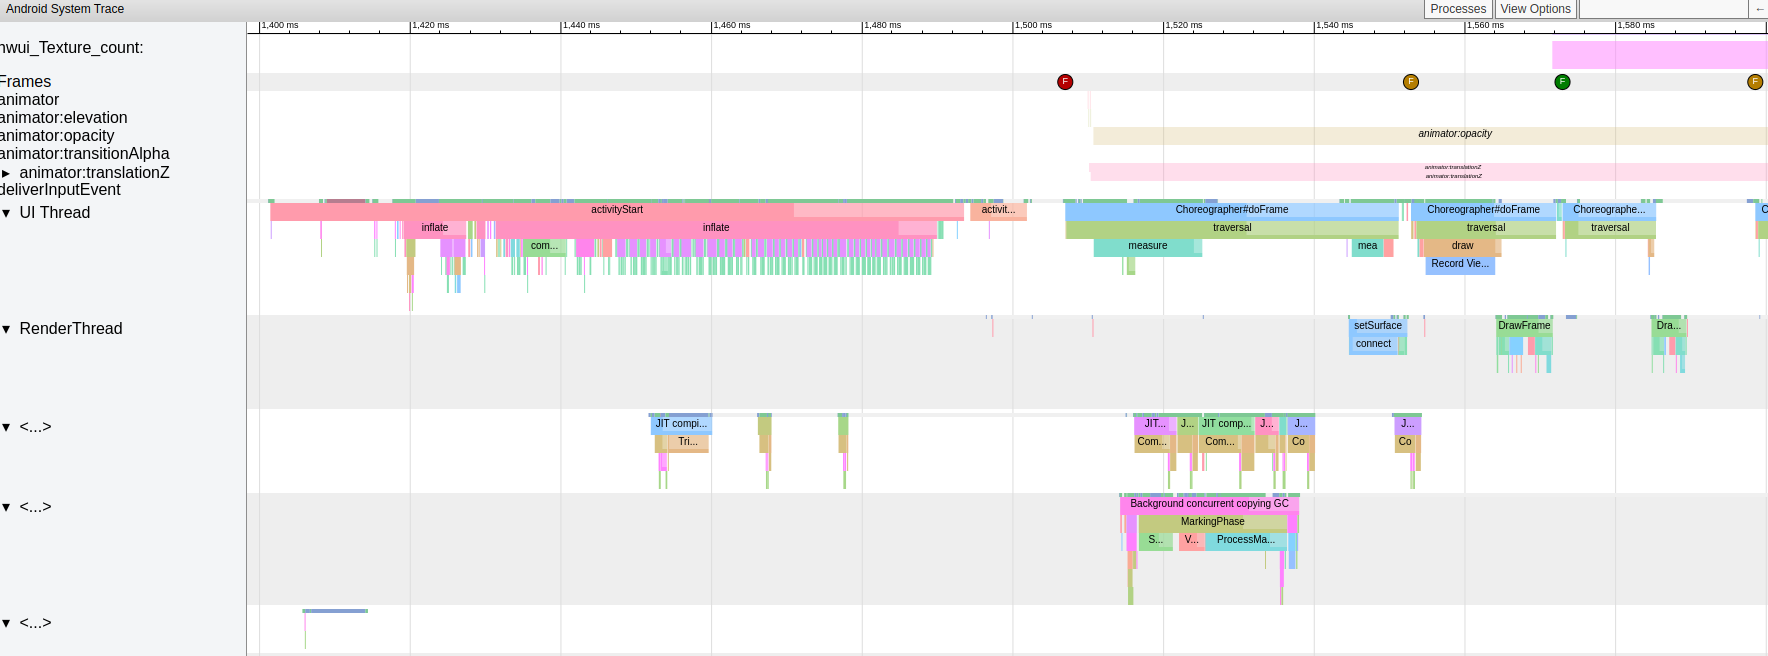 Android System Trace
Processes View Options ←
1,400 ms 1,420 ms 1,440 ms 1,460 ms 1,480 ms 1,500 ms 1,520 ms 1,540 ms 1,560 ms 1,580 ms
hwui_Texture_count:
Frames F F F F
animator
animator:elevation
animator:opacity animator:opacity
animator:transitionAlpha
▸ animator:translationZ animator:translationZ
animator:translationZ
deliverInputEvent
▾ UI Thread activityStart activit... Choreographer#doFrame Choreographer#doFrame Choreographe... C
inflate inflate traversal traversal traversal
com... measure mea draw
Record Vie...
▾ RenderThread setSurface DrawFrame Dra...
connect
▾ <...> JIT compi... JIT... J... JIT comp... J... J... J...
Tri... Com... Com... Co Co
▾ <...> Background concurrent copying GC
MarkingPhase
S... V... ProcessMa...
▾ <...>